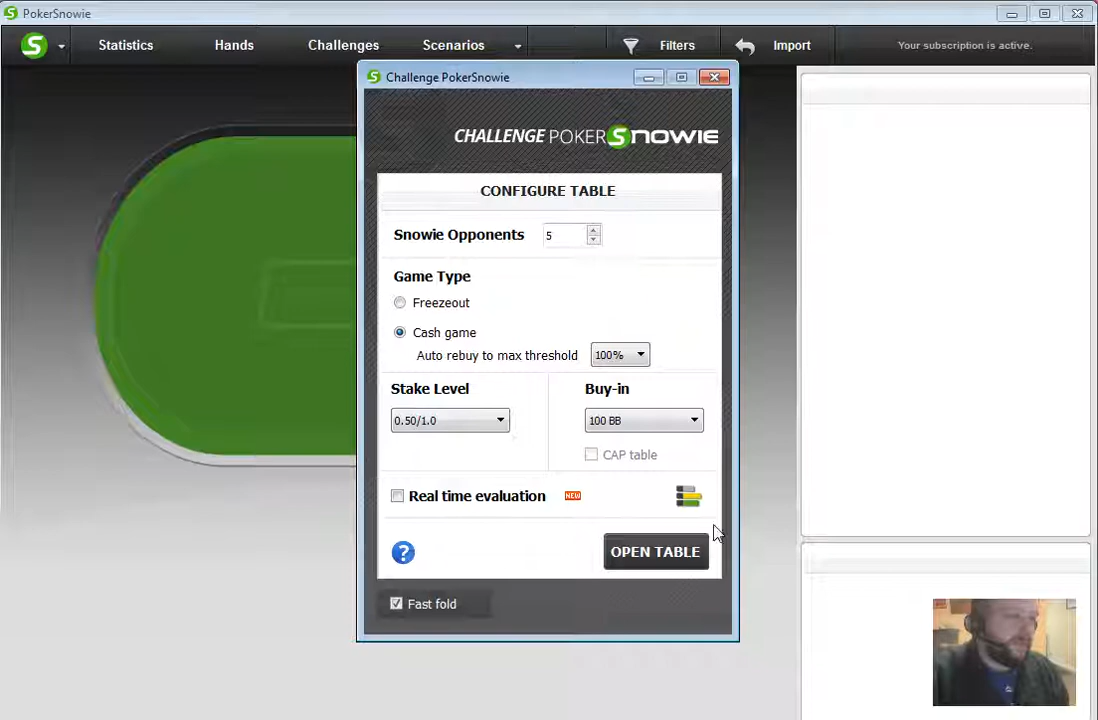 PokerSnowie
S
Statistics
Hands
Challenges
Scenarios
Filters
Import
Your subscription is active.
Challenge PokerSnowie
CHALLENGE POKERSNOWIE
CONFIGURE TABLE
Snowie Opponents 5
Game Type
Freezeout
Cash game
Auto rebuy to max threshold 100%
Stake Level
0.50/1.0
Buy-in
100 BB
CAP table
Real time evaluation NEW
?
OPEN TABLE
Fast fold